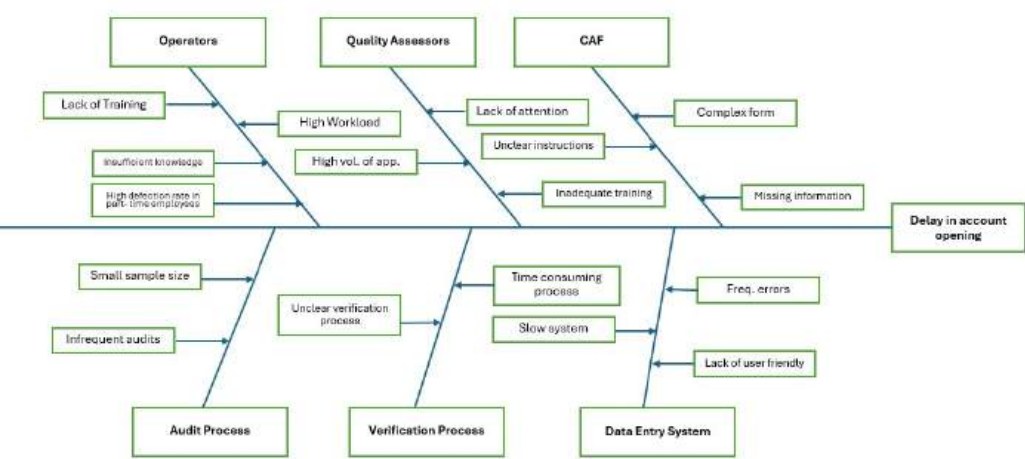 Operators
Quality Assessors
CAF
Lack of Training
High Workload
Insufficient knowledge
High defection rate in
part- time employees
Lack of attention
High vol. of app.
Inadequate training
Complex form
Unclear instructions
Missing information
Delay in account
opening
Small sample size
Infrequent audits
Time consuming
process
Unclear verification
process
Freq. errors
Slow system
Lack of user friendly
Audit Process
Verification Process
Data Entry System